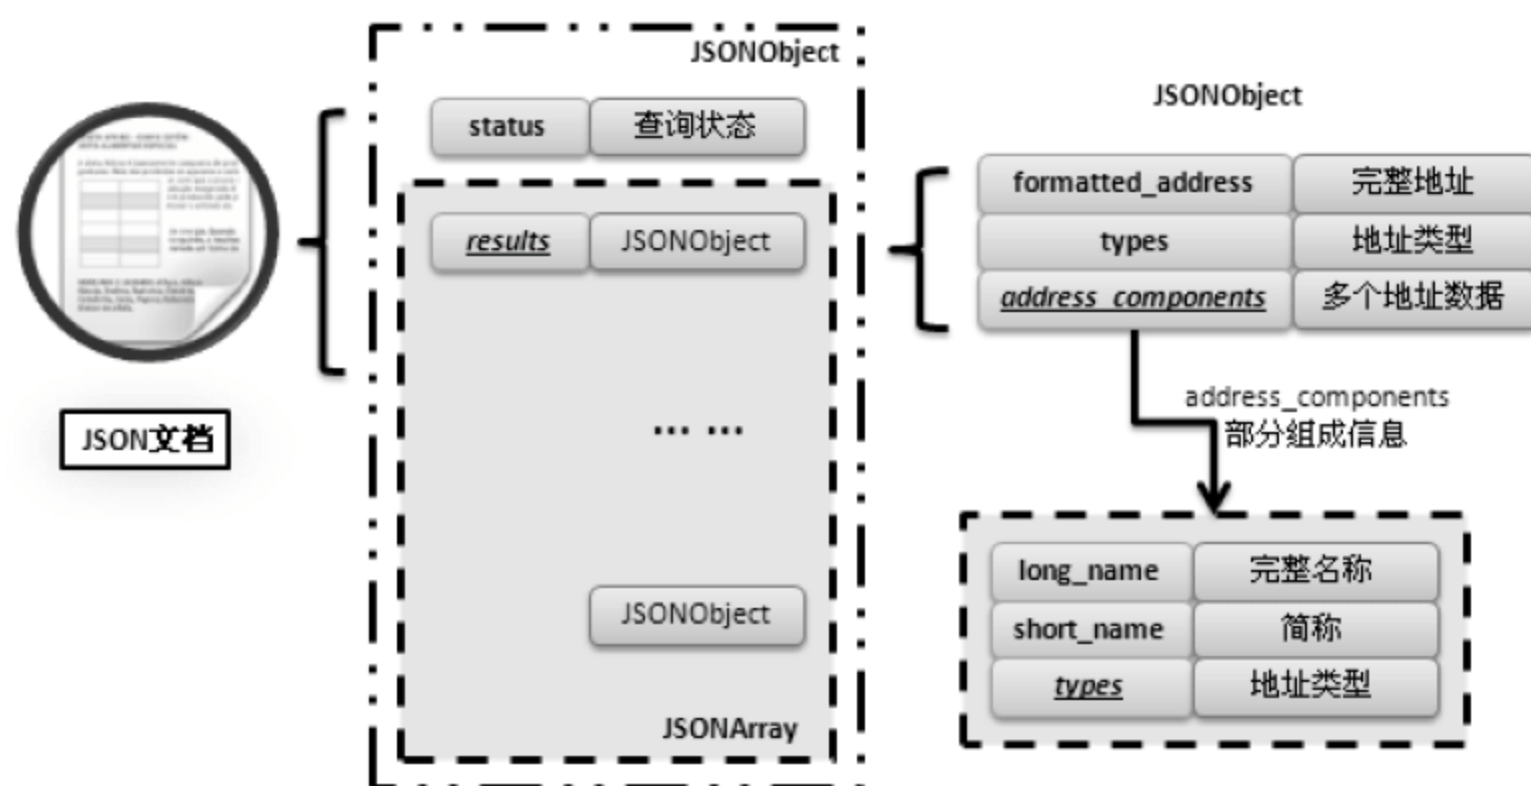 JSON文档
JSONObject
status 查询状态
results JSONObject
... ...
JSONObject
JSONArray
JSONObject
formatted_address 完整地址
types 地址类型
address_components 多个地址数据
address_components
部分组成信息
long_name 完整名称
short_name 简称
types 地址类型